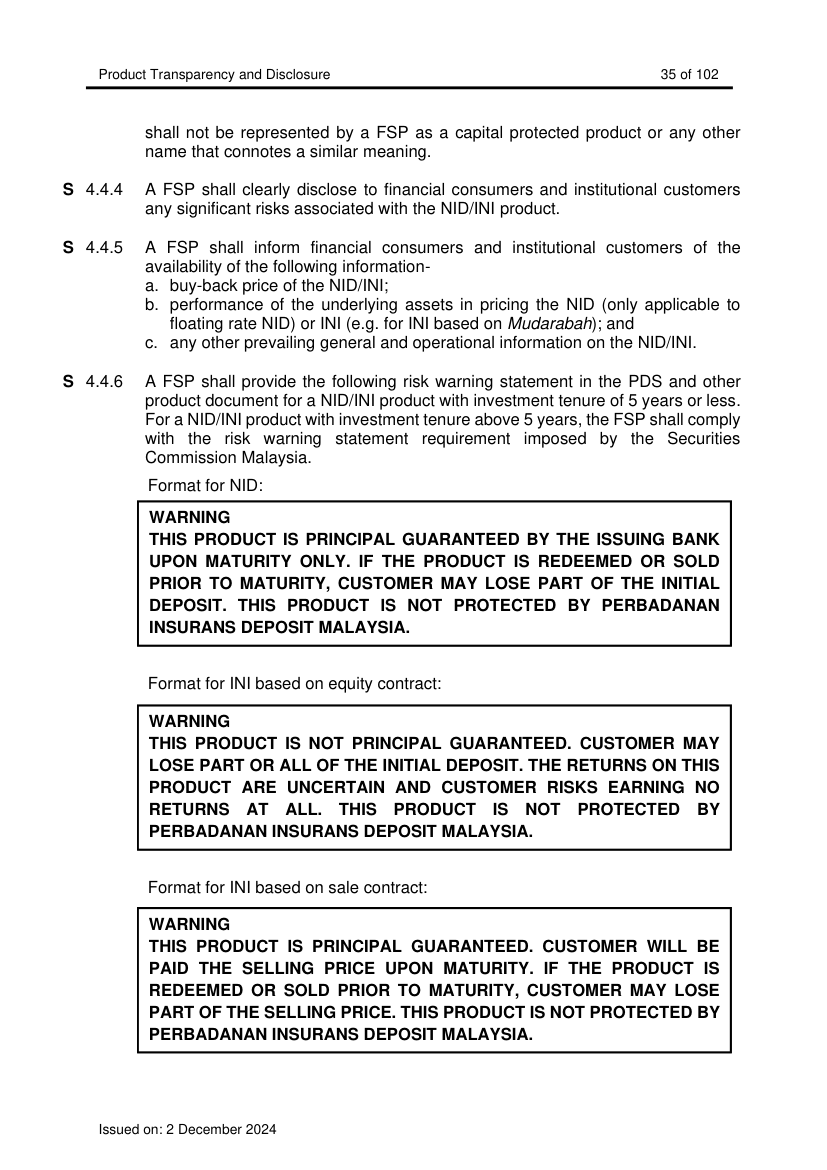 Product Transparency and Disclosure 35 of 102
shall not be represented by a FSP as a capital protected product or any other
name that connotes a similar meaning.
S 4.4.4 A FSP shall clearly disclose to financial consumers and institutional customers
any significant risks associated with the NID/INI product.
S 4.4.5 A FSP shall inform financial consumers and institutional customers of the
availability of the following information-
a. buy-back price of the NID/INI;
b. performance of the underlying assets in pricing the NID (only applicable to
floating rate NID) or INI (e.g. for INI based on Mudarabah); and
c. any other prevailing general and operational information on the NID/INI.
S 4.4.6 A FSP shall provide the following risk warning statement in the PDS and other
product document for a NID/INI product with investment tenure of 5 years or less.
For a NID/INI product with investment tenure above 5 years, the FSP shall comply
with the risk warning statement requirement imposed by the Securities
Commission Malaysia.
Format for NID:
WARNING
THIS PRODUCT IS PRINCIPAL GUARANTEED BY THE ISSUING BANK
UPON MATURITY ONLY. IF THE PRODUCT IS REDEEMED OR SOLD
PRIOR TO MATURITY, CUSTOMER MAY LOSE PART OF THE INITIAL
DEPOSIT. THIS PRODUCT IS NOT PROTECTED BY PERBADANAN
INSURANS DEPOSIT MALAYSIA.
Format for INI based on equity contract:
WARNING
THIS PRODUCT IS NOT PRINCIPAL GUARANTEED. CUSTOMER MAY
LOSE PART OR ALL OF THE INITIAL DEPOSIT. THE RETURNS ON THIS
PRODUCT ARE UNCERTAIN AND CUSTOMER RISKS EARNING NO
RETURNS AT ALL. THIS PRODUCT IS NOT PROTECTED BY
PERBADANAN INSURANS DEPOSIT MALAYSIA.
Format for INI based on sale contract:
WARNING
THIS PRODUCT IS PRINCIPAL GUARANTEED. CUSTOMER WILL BE
PAID THE SELLING PRICE UPON MATURITY. IF THE PRODUCT IS
REDEEMED OR SOLD PRIOR TO MATURITY, CUSTOMER MAY LOSE
PART OF THE SELLING PRICE. THIS PRODUCT IS NOT PROTECTED BY
PERBADANAN INSURANS DEPOSIT MALAYSIA.
Issued on: 2 December 2024